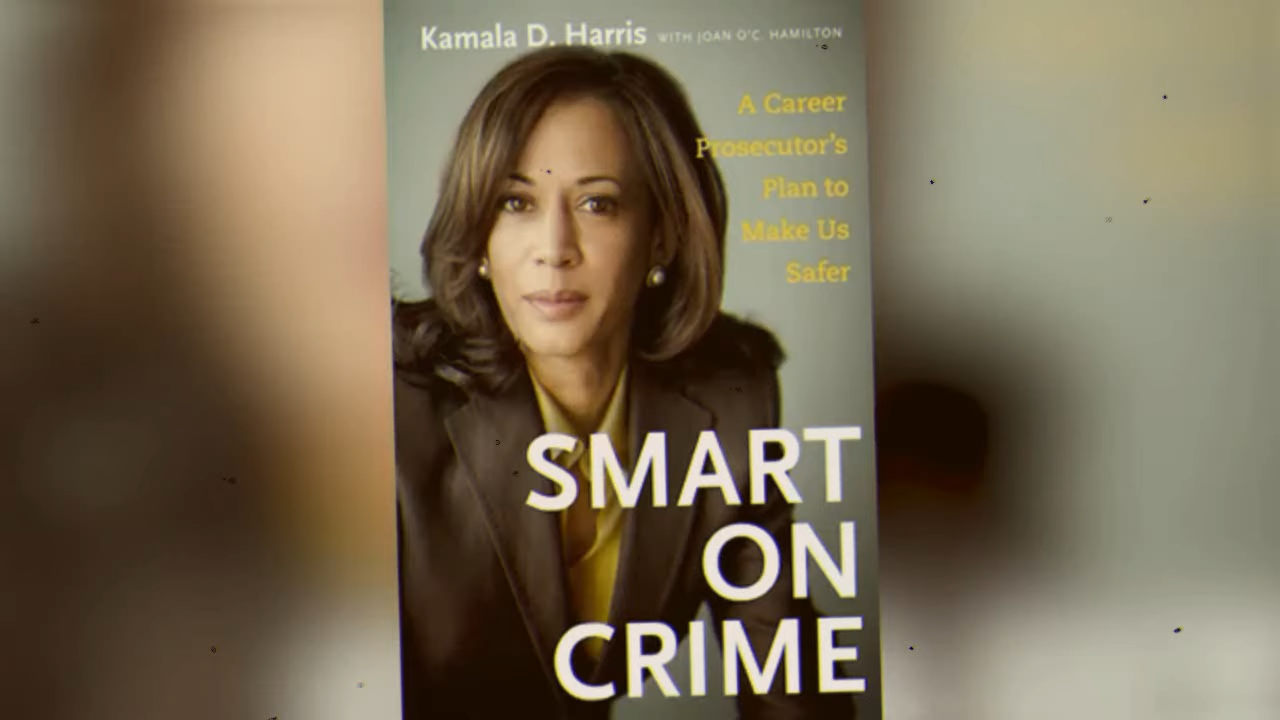 Kamala D. Harris WITH JOAN O'C. HAMILTON
A Career
Prosecutor's
Plan to
Make Us
Safer
SMART
ON
CRIME